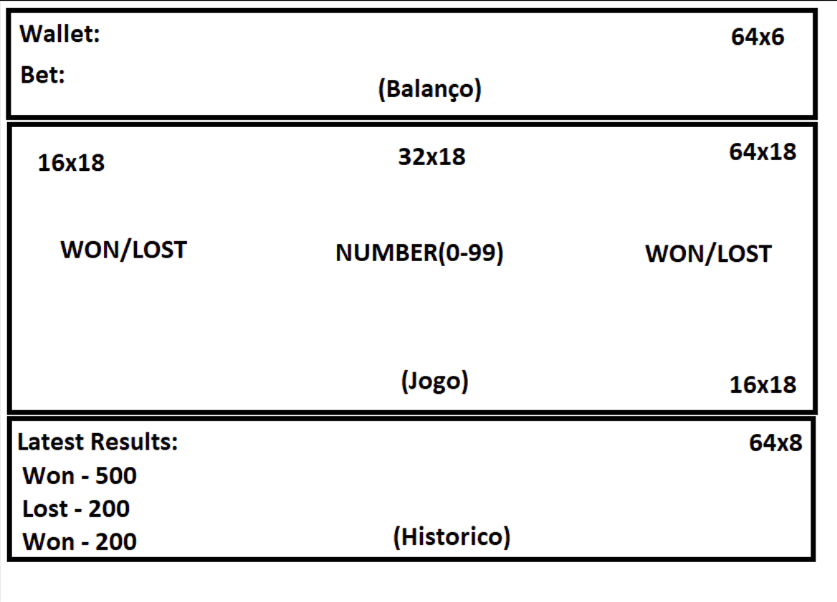 Wallet:
64x6
Bet:
(Balanço)
16x18
32x18
64x18
WON/LOST
NUMBER(0-99)
WON/LOST
(Jogo)
16x18
Latest Results:
64x8
Won - 500
Lost - 200
Won - 200
(Historico)